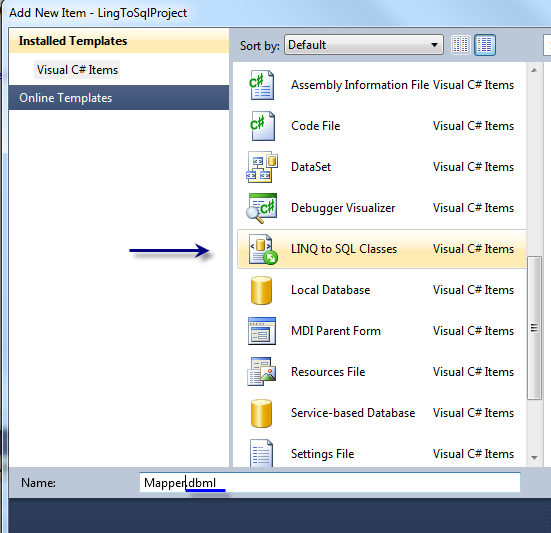 Add New Item - LingToSqlProject
Installed Templates
Sort by: Default
Visual C# Items
Online Templates
Assembly Information File Visual C# Items
Code File Visual C# Items
DataSet Visual C# Items
Debugger Visualizer Visual C# Items
LINQ to SQL Classes Visual C# Items
Local Database Visual C# Items
MDI Parent Form Visual C# Items
Resources File Visual C# Items
Service-based Database Visual C# Items
Settings File Visual C# Items
Name: Mapper.dbml